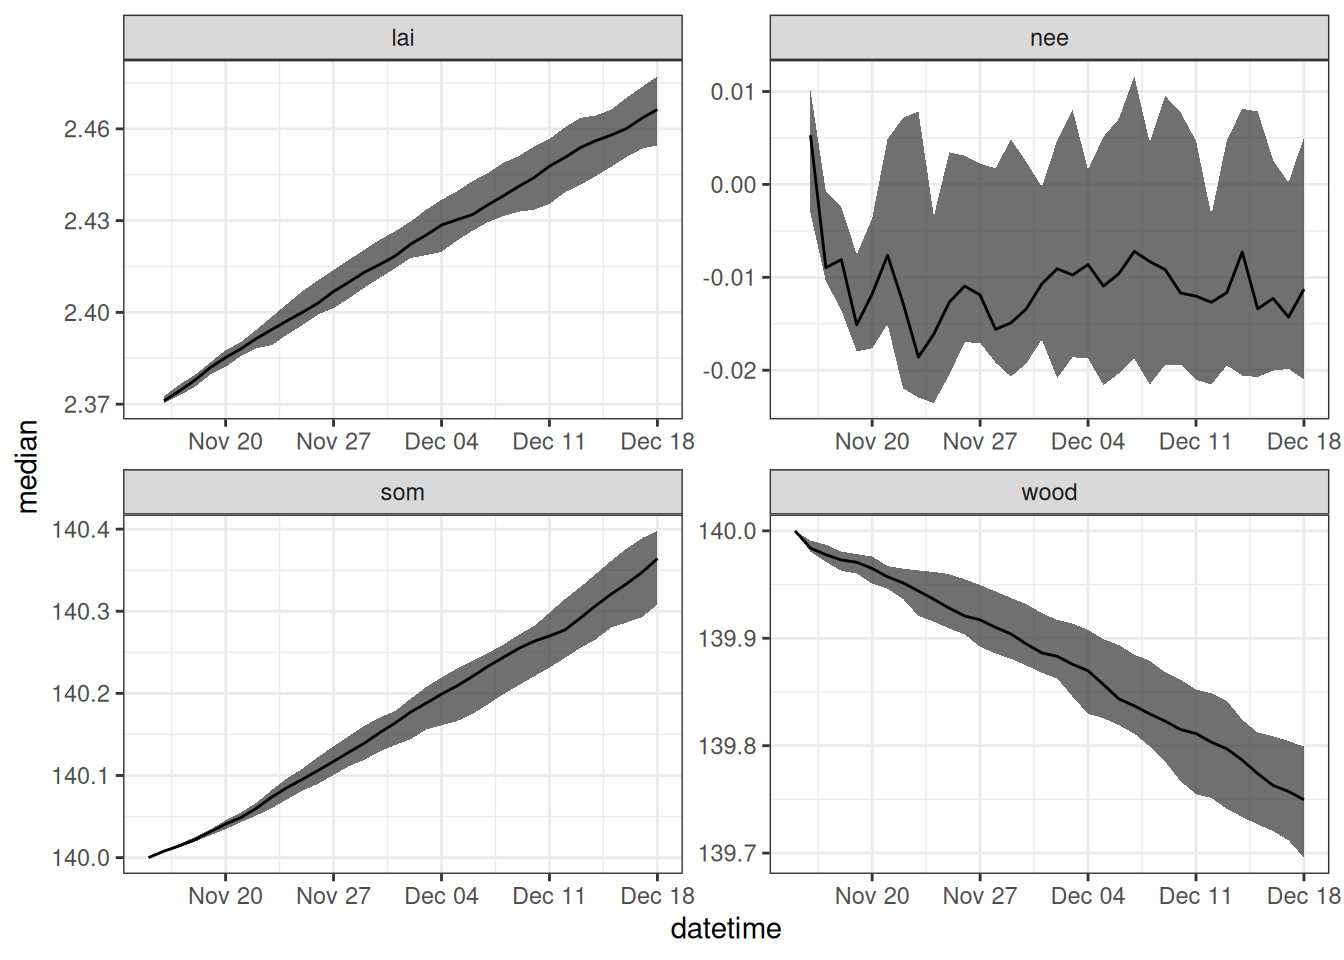 lai
nee
2.46
2.43
2.40
2.37
0.01
0.00
-0.01
-0.02
Nov 20 Nov 27 Dec 04 Dec 11 Dec 18
Nov 20 Nov 27 Dec 04 Dec 11 Dec 18
median
som
wood
140.4
140.3
140.2
140.1
140.0
140.0
139.9
139.8
139.7
Nov 20 Nov 27 Dec 04 Dec 11 Dec 18
Nov 20 Nov 27 Dec 04 Dec 11 Dec 18
datetime